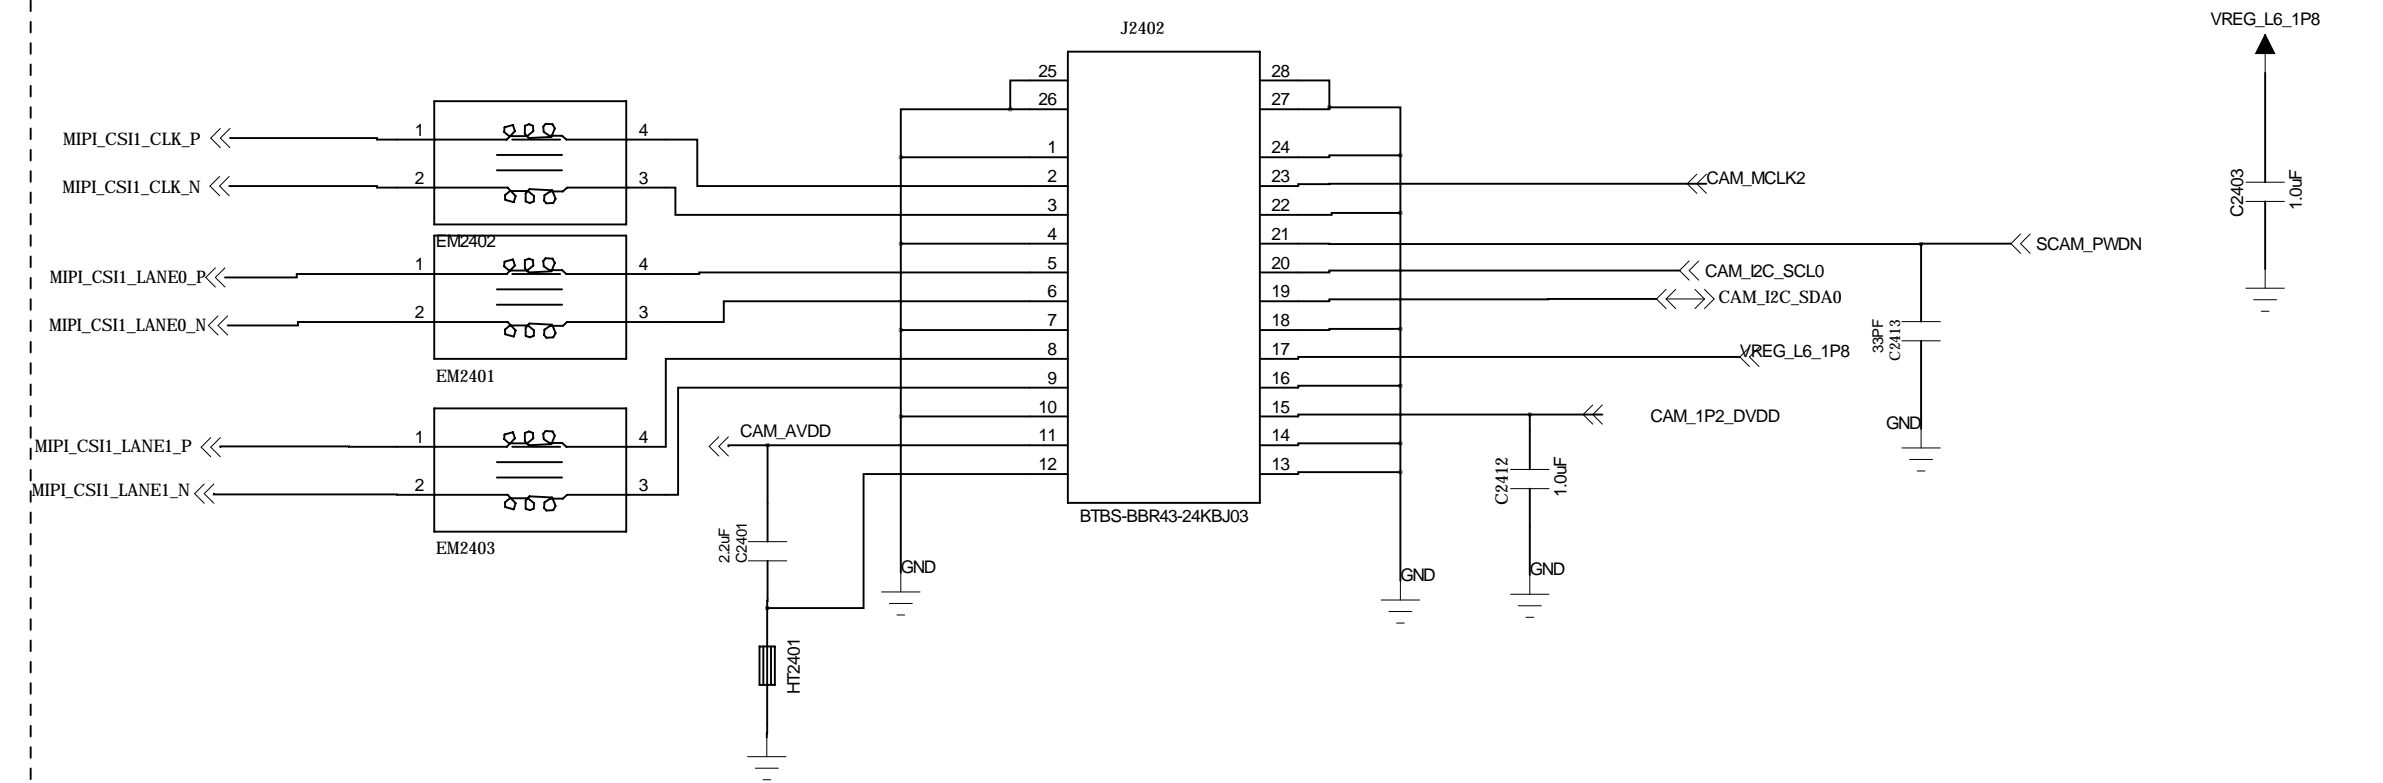 J2402
VREG_L6_1P8
25
28
26
27
MIPI_CSI1_CLK_P
1
4
1
24
MIPI_CSI1_CLK_N
2
3
2
23
CAM_MCLK2
3
22
EM2402
4
21
SCAM_PWDN
MIPI_CSI1_LANE0_P
1
4
5
20
CAM_I2C_SCL0
6
19
CAM_I2C_SDA0
MIPI_CSI1_LANE0_N
2
3
7
18
EM2401
8
17
VREG_L6_1P8
9
16
10
15
CAM_1P2_DVDD
MIPI_CSI1_LANE1_P
1
4
CAM_AVDD
11
14
12
13
MIPI_CSI1_LANE1_N
2
3
EM2403
BTBS-BBR43-24KBJ03
2.2uF
C2401
HT2401
GND
GND
C2412
1.0uF
GND
33PF
C2413
GND
C2403
1.0uF